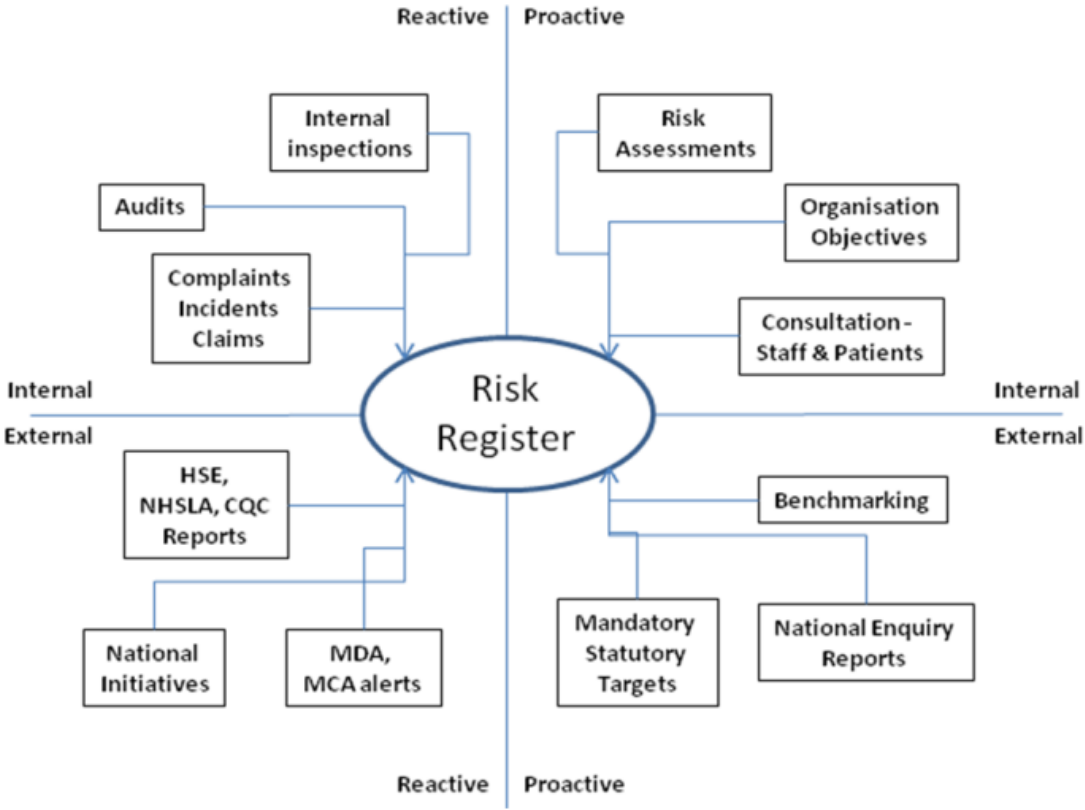 Reactive
Proactive
Internal
inspections
Risk
Assessments
Audits
Organisation
Objectives
Complaints
Incidents
Claims
Consultation -
Staff & Patients
Internal
External
Risk
Register
Internal
External
HSE,
NHSLA, CQC
Reports
Benchmarking
National
Initiatives
MDA,
MCA alerts
Mandatory
Statutory
Targets
National Enquiry
Reports
Reactive
Proactive